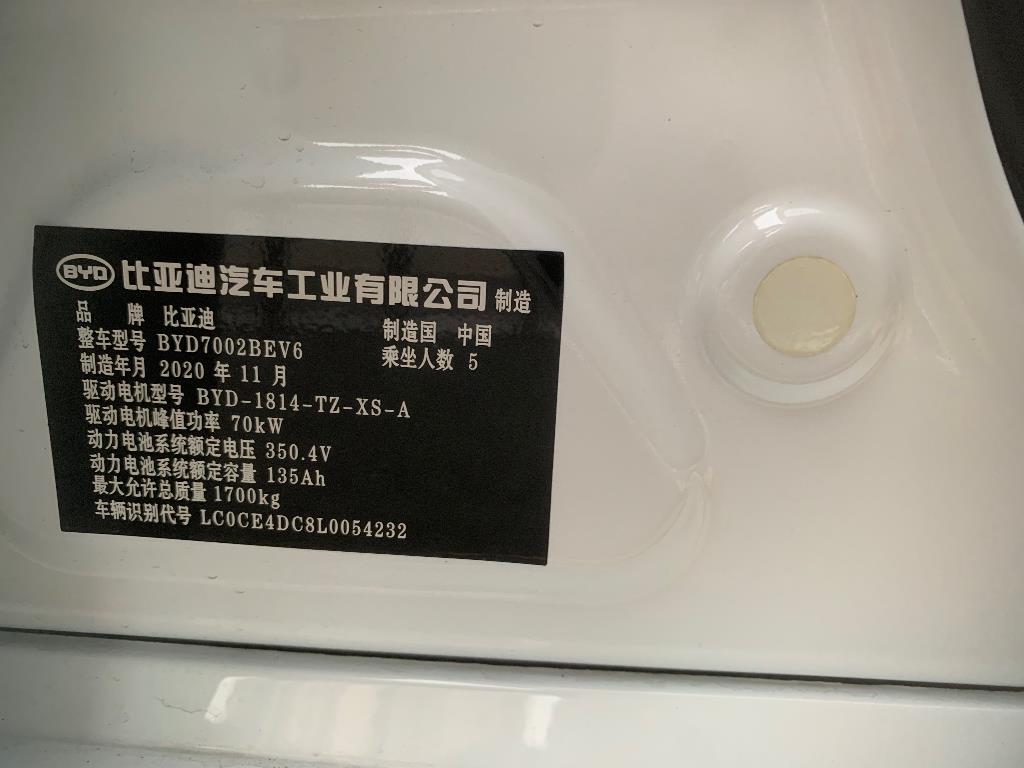 BYD 比亚迪汽车工业有限公司 制造
品 牌 比亚迪 制造国 中国
整车型号 BYD7002BEV6 乘坐人数 5
制造年月 2020 年 11 月
驱动电机型号 BYD-1814-TZ-XS-A
驱动电机峰值功率 70kW
动力电池系统额定电压 350.4V
动力电池系统额定容量 135Ah
最大允许总质量 1700kg
车辆识别代号 LC0CE4DC8L0054232